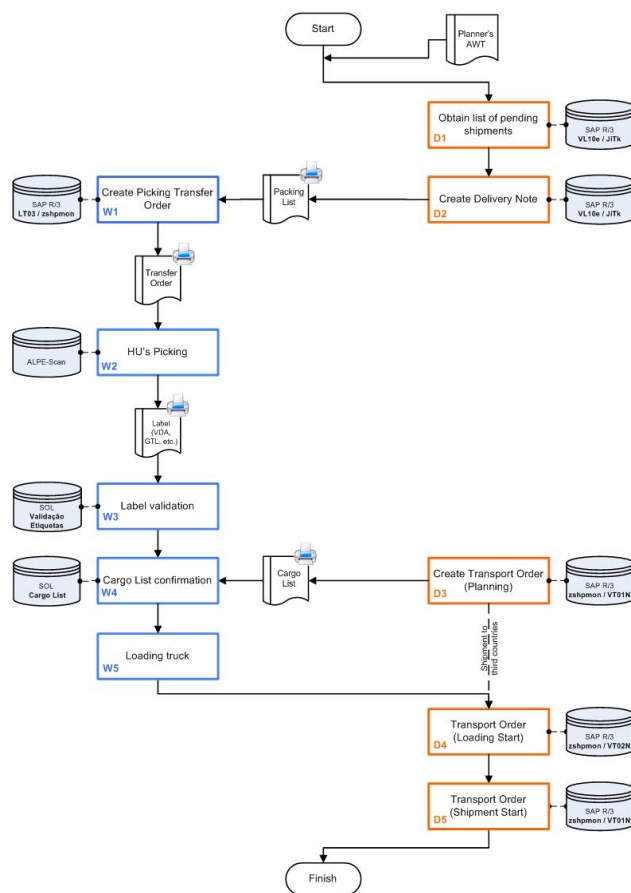 Start
Planner's
AWT
Obtain list of pending
shipments
D1
SAP R/3
VL10e / JiTk
SAP R/3
LT03 / zshpmon
Create Picking Transfer
Order
W1
Packing
List
Create Delivery Note
D2
SAP R/3
VL10e / JiTk
Transfer
Order
ALPE-Scan
HU's Picking
W2
Label
(VDA,
GTL, etc.)
SOL
Validação
Etiquetas
Label validation
W3
SOL
Cargo List
Cargo List confirmation
W4
Cargo
List
Create Transport Order
(Planning)
D3
SAP R/3
zshpmon / VT01N
Loading truck
W5
Shipment to
third countries
Transport Order
(Loading Start)
D4
SAP R/3
zshpmon / VT02N
Transport Order
(Shipment Start)
D5
SAP R/3
zshpmon / VT01N
Finish